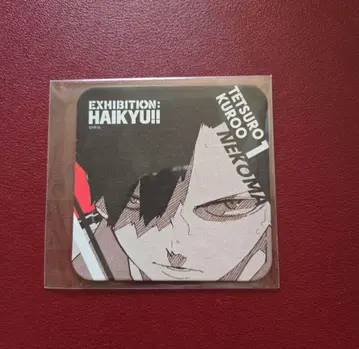 EXHIBITION:
HAIKYU!!
TETSURO
KUROO
1
NEKOMA